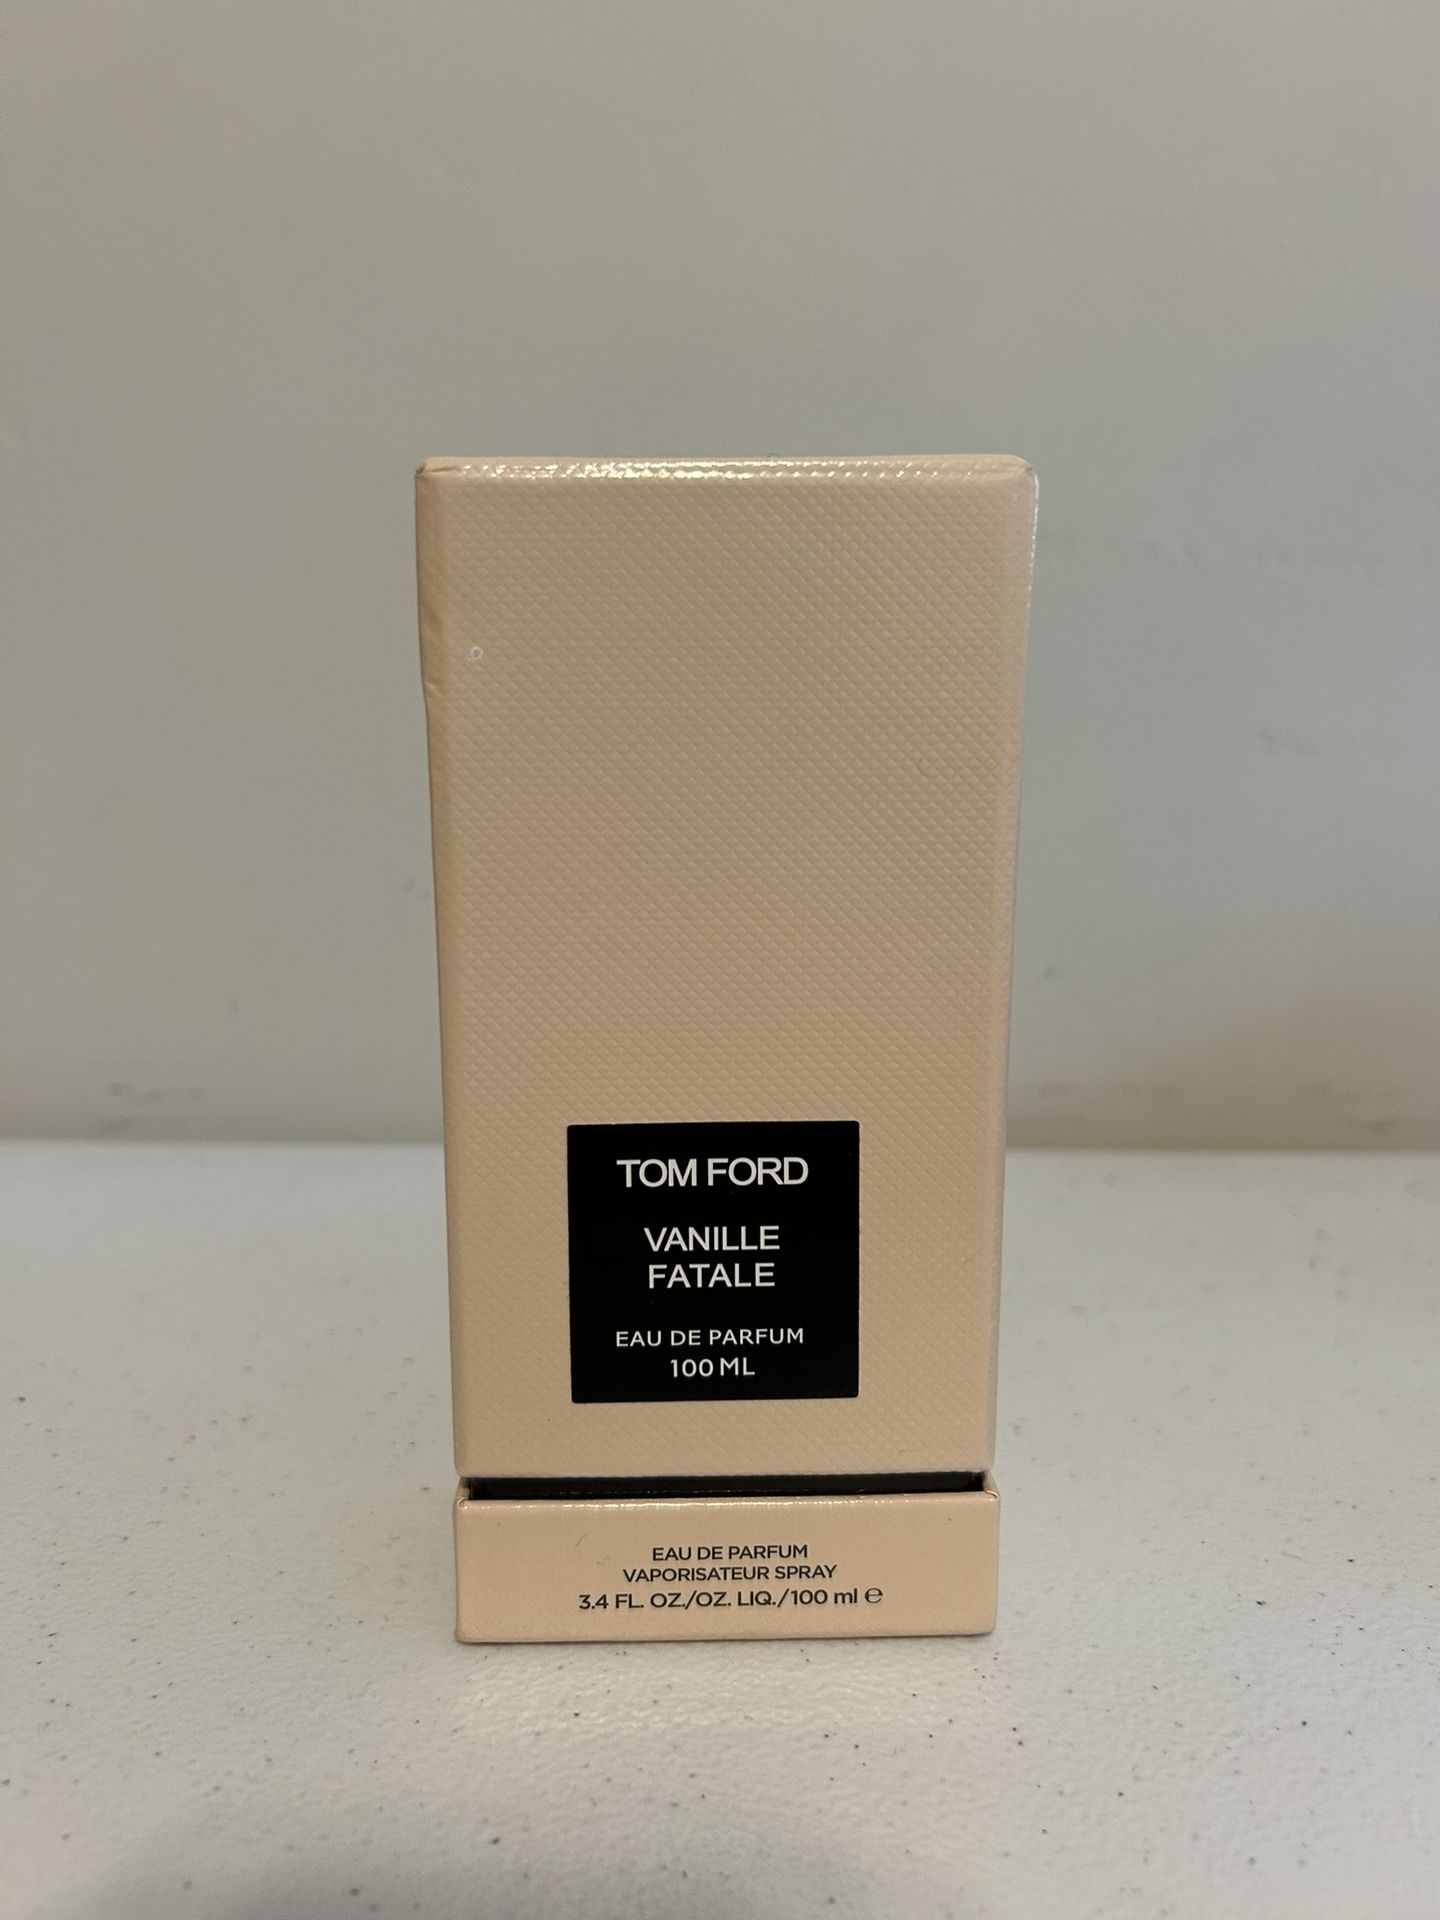 TOM FORD
VANILLE
FATALE
EAU DE PARFUM
100 ML
EAU DE PARFUM
VAPORISATEUR SPRAY
3.4 FL. OZ./OZ. LIQ./100 ml ℮